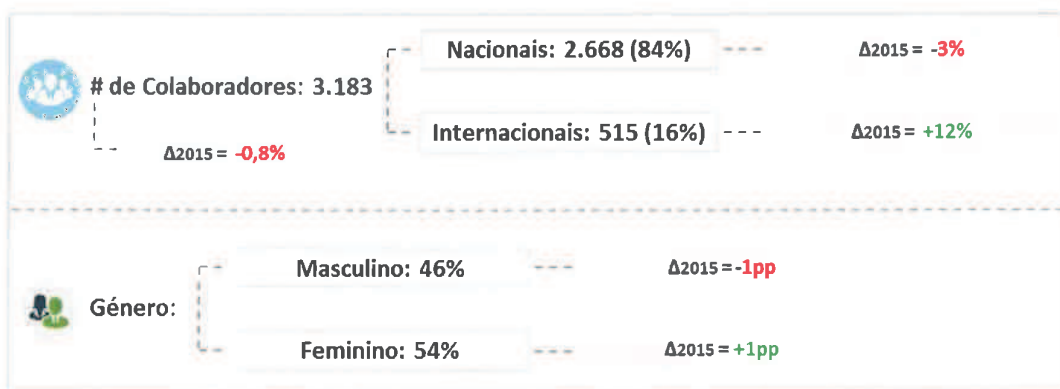 # de Colaboradores: 3.183
Δ2015 = -0,8%
Nacionais: 2.668 (84%)
Δ2015 = -3%
Internacionais: 515 (16%)
Δ2015 = +12%
Género:
Masculino: 46%
Δ2015 = -1pp
Feminino: 54%
Δ2015 = +1pp